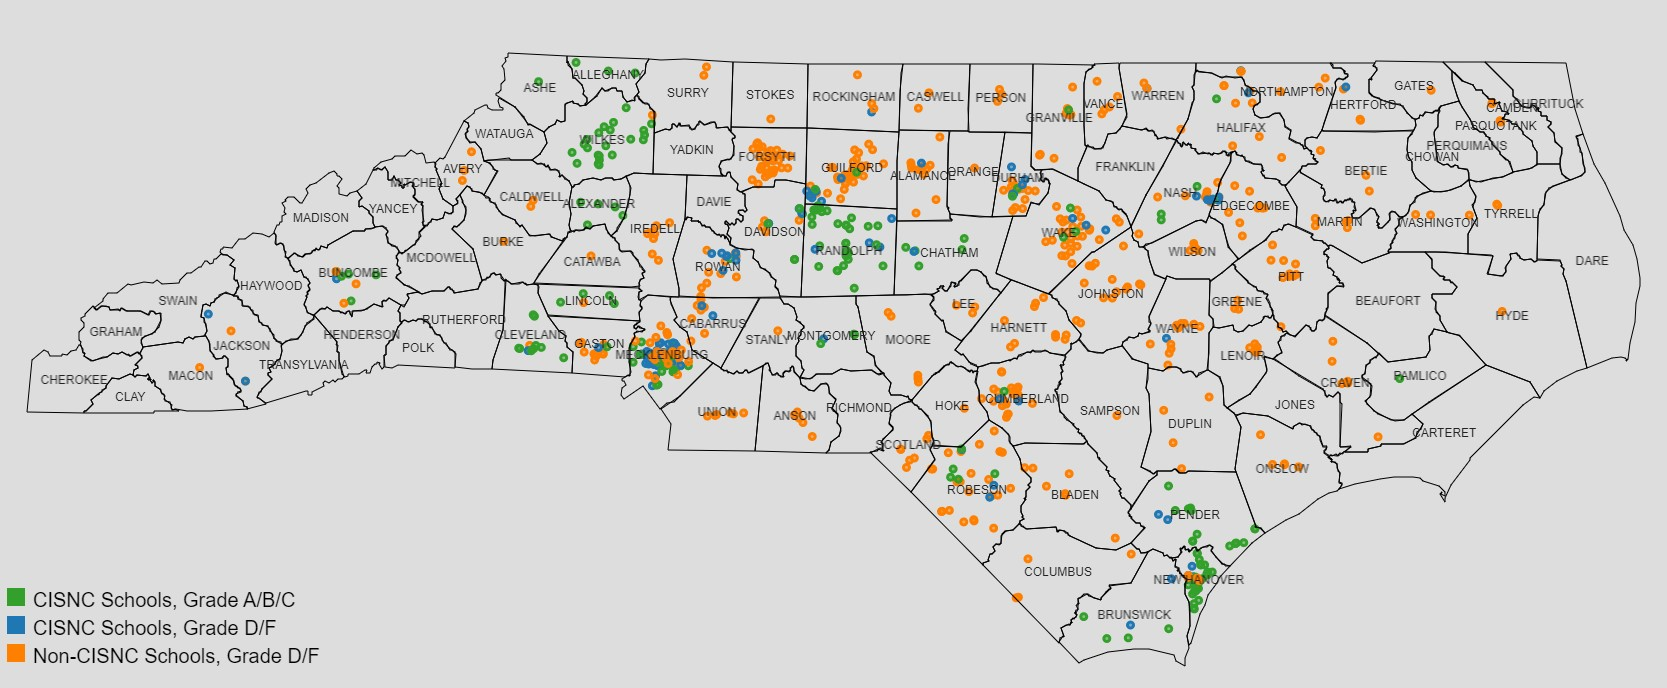 ASHE
ALLEGHANY
SURRY
STOKES
ROCKINGHAM
CASWELL
PERSON
GRANVILLE
VANCE
WARREN
NORTHAMPTON
HERTFORD
GATES
CAMDEN
CURRITUCK
PASQUOTANK
PERQUIMANS
CHOWAN
WATAUGA
WILKES
YADKIN
FORSYTH
GUILFORD
ALAMANCE
ORANGE
DURHAM
FRANKLIN
HALIFAX
BERTIE
AVERY
MITCHELL
YANCEY
MADISON
CALDWELL
ALEXANDER
IREDELL
DAVIE
DAVIDSON
RANDOLPH
CHATHAM
WAKE
NASH
EDGECOMBE
MARTIN
WASHINGTON
TYRRELL
DARE
BURKE
MCDOWELL
BUNCOMBE
HAYWOOD
SWAIN
GRAHAM
CATAWBA
ROWAN
WILSON
PITT
BEAUFORT
HYDE
JOHNSTON
GREENE
LINCOLN
LEE
HARNETT
WAYNE
LENOIR
CRAVEN
PAMLICO
RUTHERFORD
CLEVELAND
GASTON
MECKLENBURG
CABARRUS
STANLY
MONTGOMERY
MOORE
HENDERSON
POLK
TRANSYLVANIA
JACKSON
MACON
CHEROKEE
CLAY
UNION
ANSON
RICHMOND
HOKE
CUMBERLAND
SAMPSON
DUPLIN
JONES
CARTERET
SCOTLAND
ROBESON
BLADEN
ONSLOW
PENDER
COLUMBUS
NEW HANOVER
BRUNSWICK
CISNC Schools, Grade A/B/C
CISNC Schools, Grade D/F
Non-CISNC Schools, Grade D/F